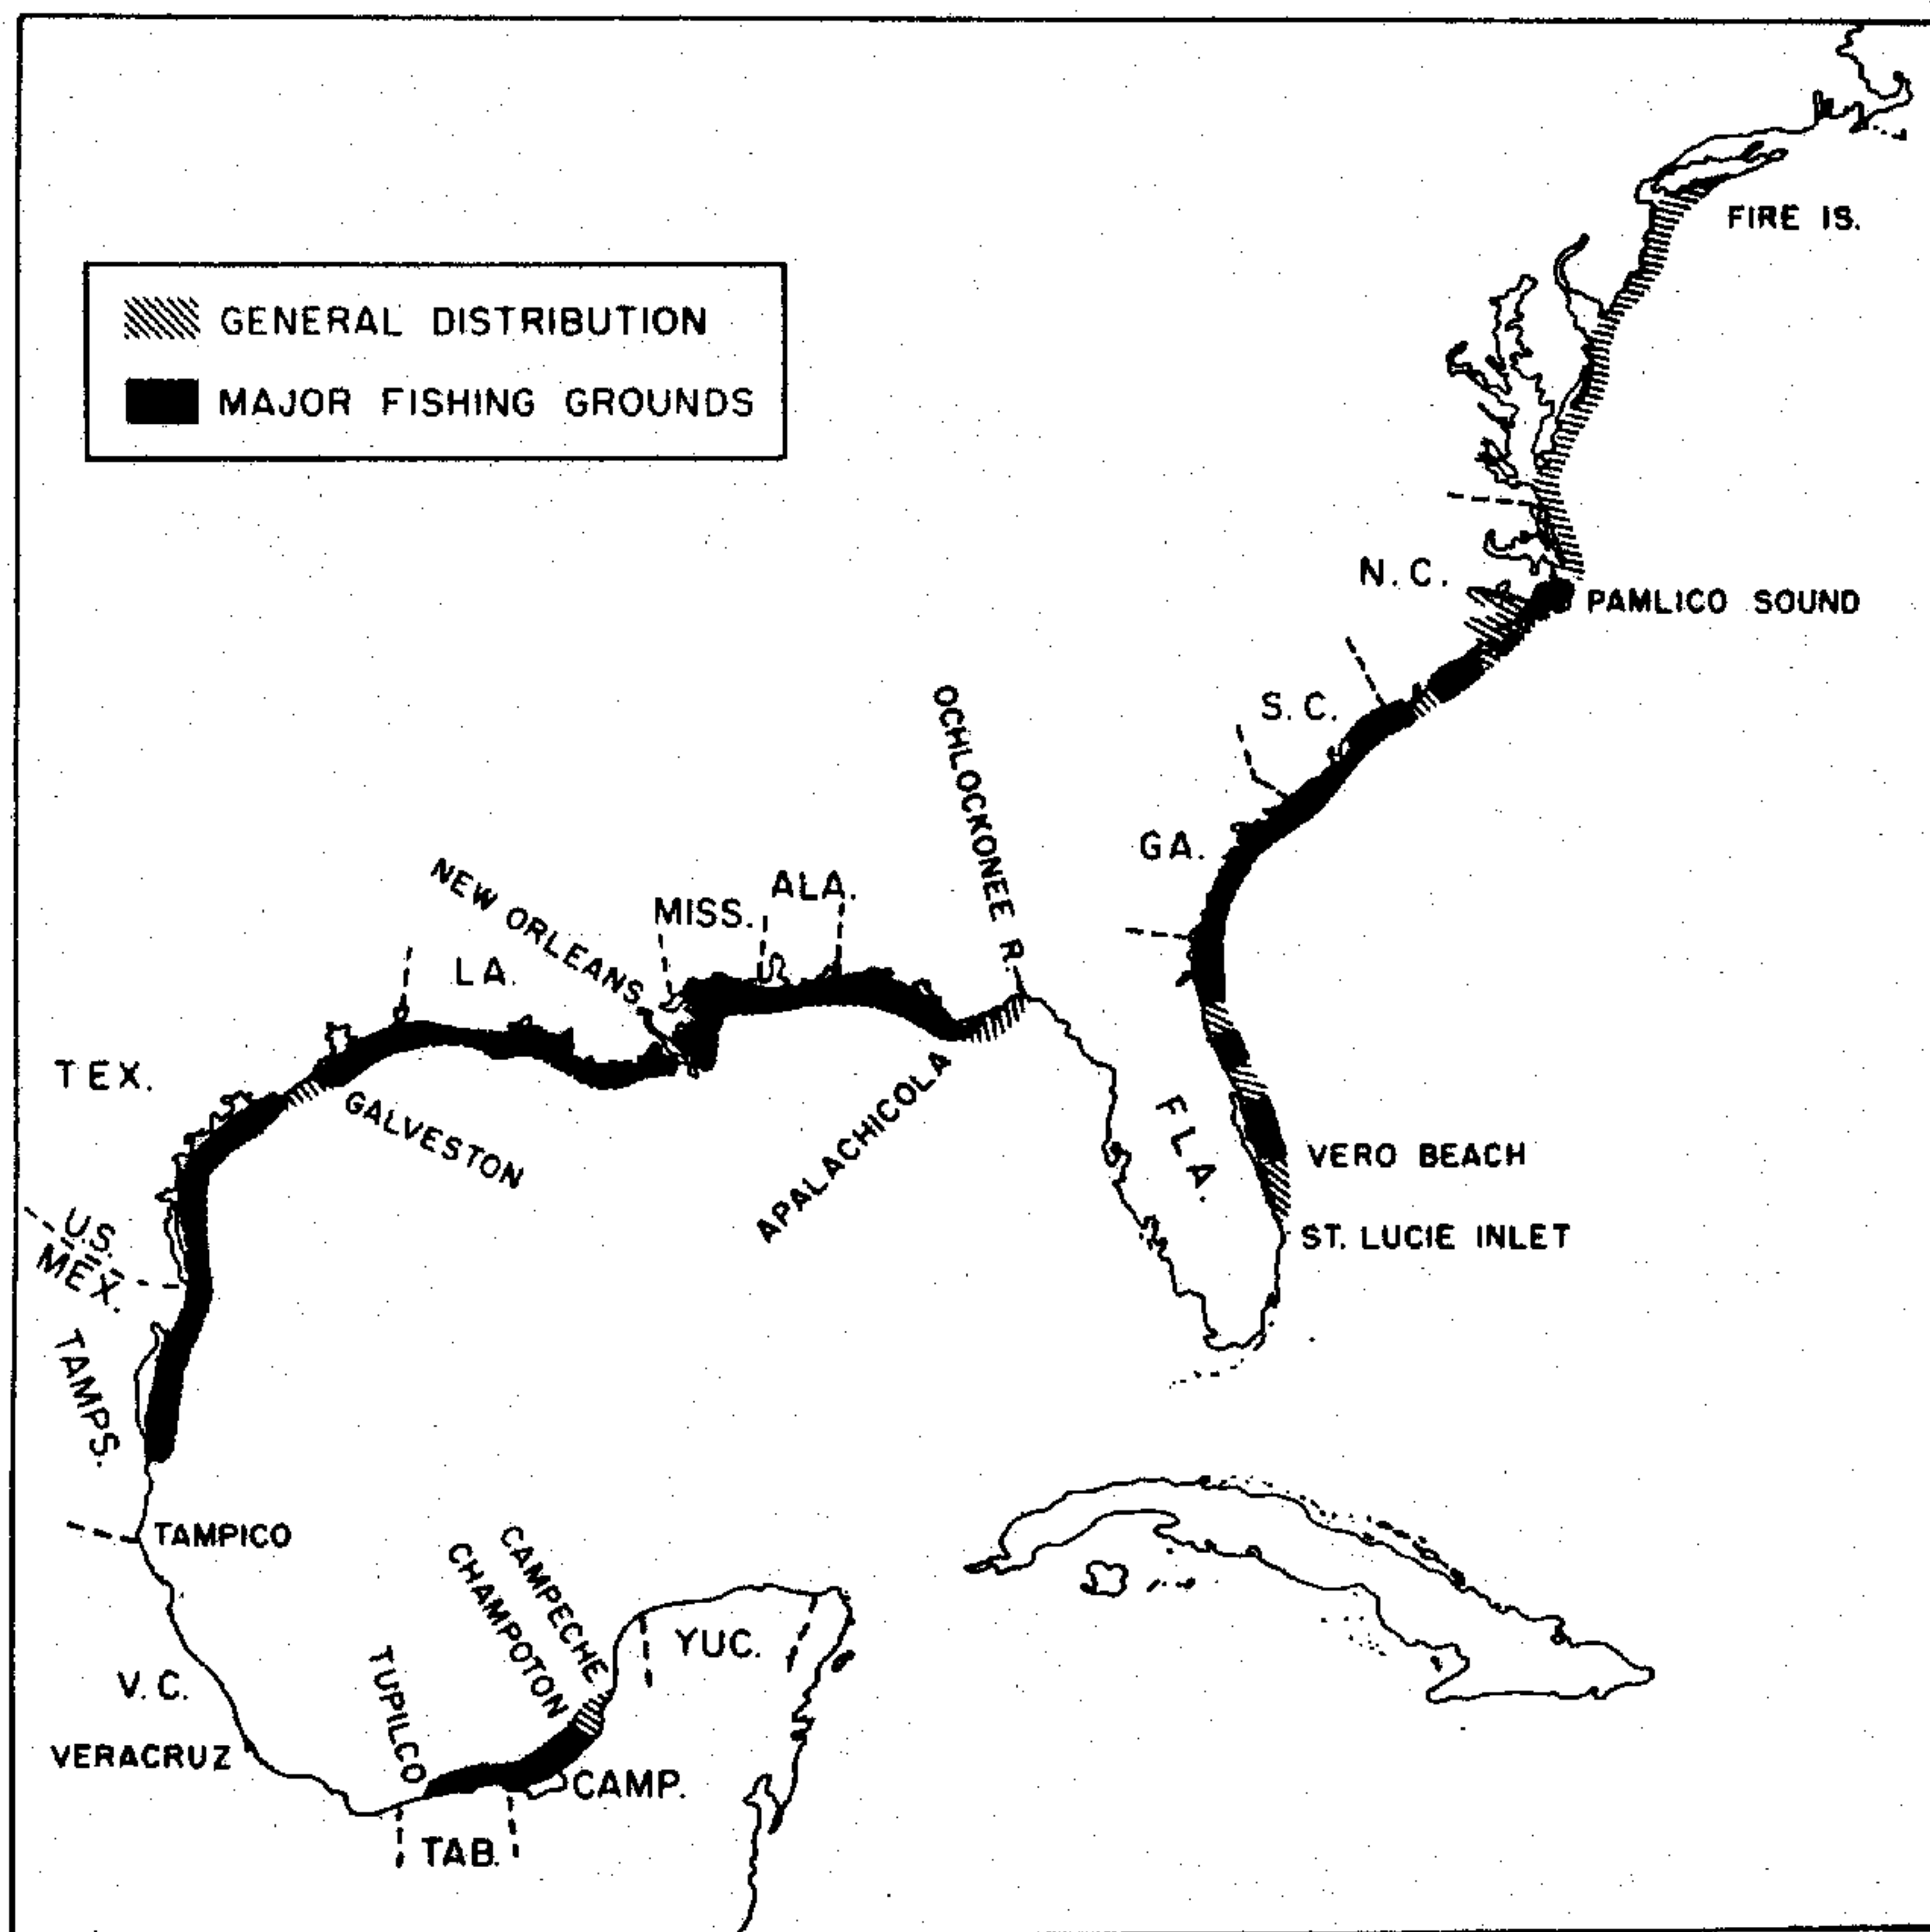 FIRE IS.
GENERAL DISTRIBUTION
MAJOR FISHING GROUNDS
N.C.
PAMLICO SOUND
S.C.
OCHLOCKONEE R.
GA.
NEW ORLEANS
MISS.
ALA.
LA.
TEX.
GALVESTON
APALACHICOLA
FLA.
VERO BEACH
ST. LUCIE INLET
U.S.
MEX.
TAMPS.
TAMPICO
CAMPECHE
CHAMPOTON
YUC.
V.C.
TUPILCO
VERACRUZ
CAMP.
TAB.